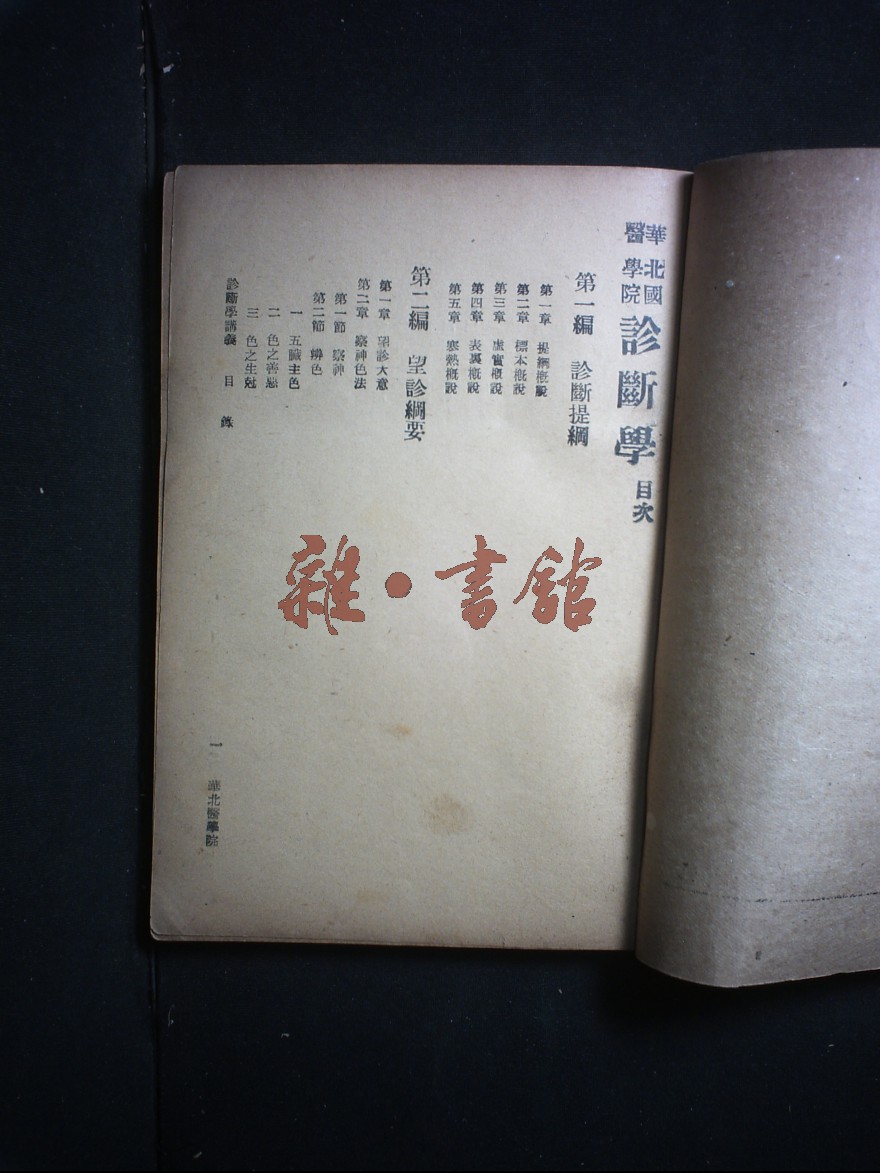 華北國醫學院 診斷學 目次
第一編 診斷提綱
第一章 提綱概說
第二章 標本概說
第三章 虛實概說
第四章 表裏概說
第五章 寒熱概說
第二編 望診綱要
第一章 望診大意
第二章 察神色法
第一節 察神
第二節 辨色
一 五臟主色
二 色之善惡
三 色之生尅
診斷學講義 目錄
一 華北醫學院
雜·書館